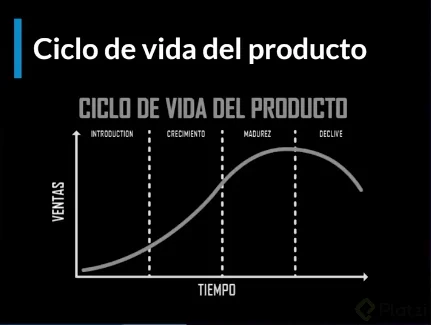 Ciclo de vida del producto
CICLO DE VIDA DEL PRODUCTO
INTRODUCTION CRECIMIENTO MADUREZ DECLIVE
VENTAS
TIEMPO
Platzi